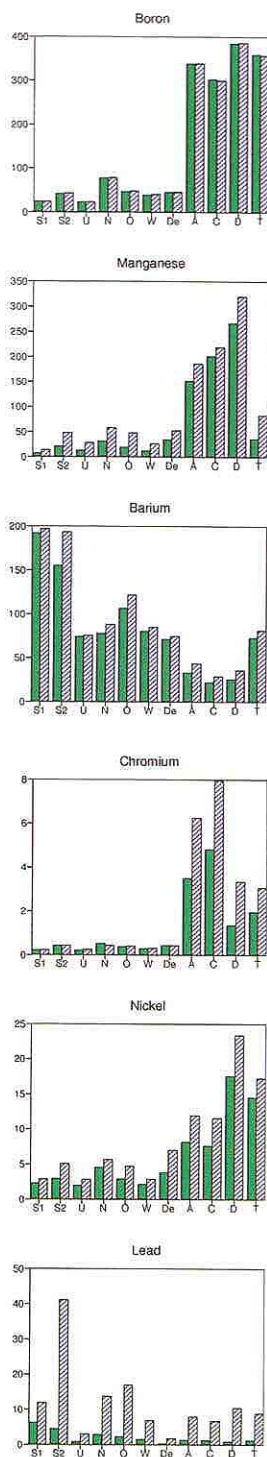 Boron
400
300
200
100
0
S1 S2 U N O W De A C D T
Manganese
350
300
250
200
150
100
50
0
S1 S2 U N O W De A C D T
Barium
200
150
100
50
0
S1 S2 U N O W De A C D T
Chromium
8
6
4
2
0
S1 S2 U N O W De A C D T
Nickel
25
20
15
10
5
0
S1 S2 U N O W De A C D T
Lead
50
40
30
20
10
0
S1 S2 U N O W De A C D T